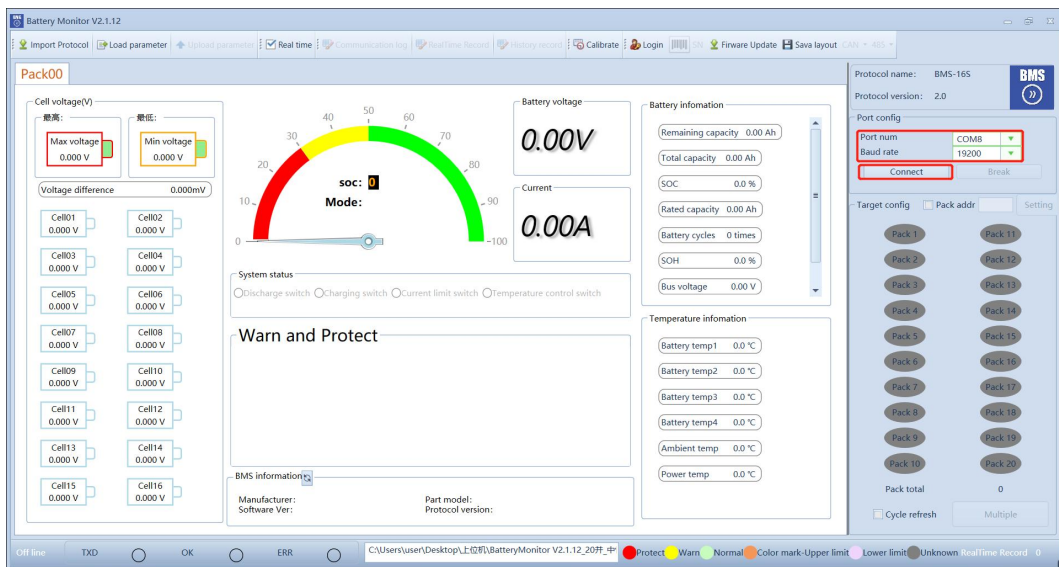 BMS Battery Monitor V2.1.12
Import Protocol Load parameter Upload parameter Real time Communication log RealTime Record History record Calibrate Login SN Firware Update Sava layout CAN 485
Pack00
Cell voltage(V)
最高:
最低:
Max voltage
0.000 V
Min voltage
0.000 V
Voltage difference 0.000mV
Cell01
0.000 V
Cell02
0.000 V
Cell03
0.000 V
Cell04
0.000 V
Cell05
0.000 V
Cell06
0.000 V
Cell07
0.000 V
Cell08
0.000 V
Cell09
0.000 V
Cell10
0.000 V
Cell11
0.000 V
Cell12
0.000 V
Cell13
0.000 V
Cell14
0.000 V
Cell15
0.000 V
Cell16
0.000 V
0
10
20
30
40
50
60
70
80
90
100
soc: 0
Mode:
Battery voltage
0.00V
Current
0.00A
System status
Discharge switch Charging switch Current limit switch Temperature control switch
Warn and Protect
BMS information
Manufacturer:
Part model:
Software Ver:
Protocol version:
Battery infomation
Remaining capacity 0.00 Ah
Total capacity 0.00 Ah
SOC 0.0 %
Rated capacity 0.00 Ah
Battery cycles 0 times
SOH 0.0 %
Bus voltage 0.00 V
Temperature infomation
Battery temp1 0.0 ℃
Battery temp2 0.0 ℃
Battery temp3 0.0 ℃
Battery temp4 0.0 ℃
Ambient temp 0.0 ℃
Power temp 0.0 ℃
Protocol name: BMS-16S
Protocol version: 2.0
BMS
Port config
Port num COM8
Baud rate 19200
Connect Break
Target config Pack addr Setting
Pack 1 Pack 11
Pack 2 Pack 12
Pack 3 Pack 13
Pack 4 Pack 14
Pack 5 Pack 15
Pack 6 Pack 16
Pack 7 Pack 17
Pack 8 Pack 18
Pack 9 Pack 19
Pack 10 Pack 20
Pack total 0
Cycle refresh Multiple
Off line TXD OK ERR C:\Users\user\Desktop\上位机\BatteryMonitor V2.1.12_20并_中 Protect Warn Normal Color mark-Upper limit Lower limit Unknown RealTime Record 0